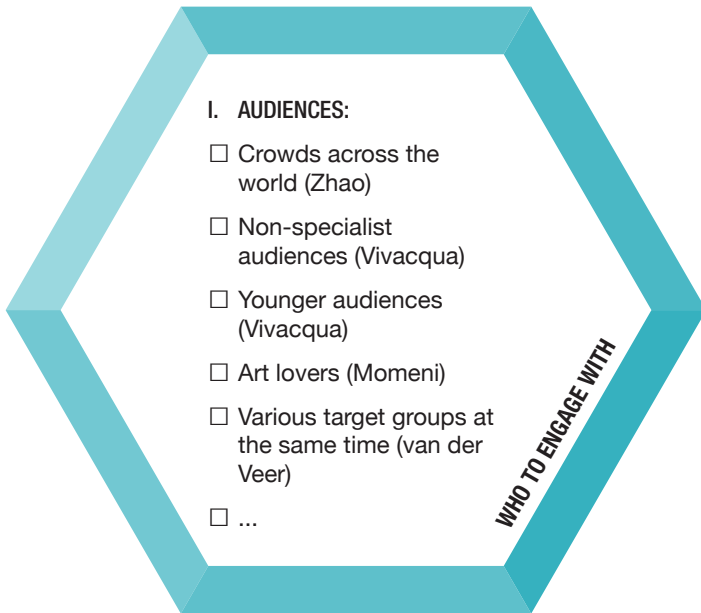 I. AUDIENCES:
☐ Crowds across the
world (Zhao)
☐ Non-specialist
audiences (Vivacqua)
☐ Younger audiences
(Vivacqua)
☐ Art lovers (Momeni)
☐ Various target groups at
the same time (van der
Veer)
☐ ...
WHO TO ENGAGE WITH